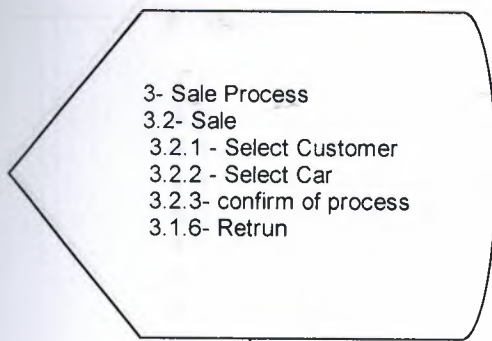 3- Sale Process
3.2- Sale
3.2.1 - Select Customer
3.2.2 - Select Car
3.2.3- confirm of process
3.1.6- Retrun